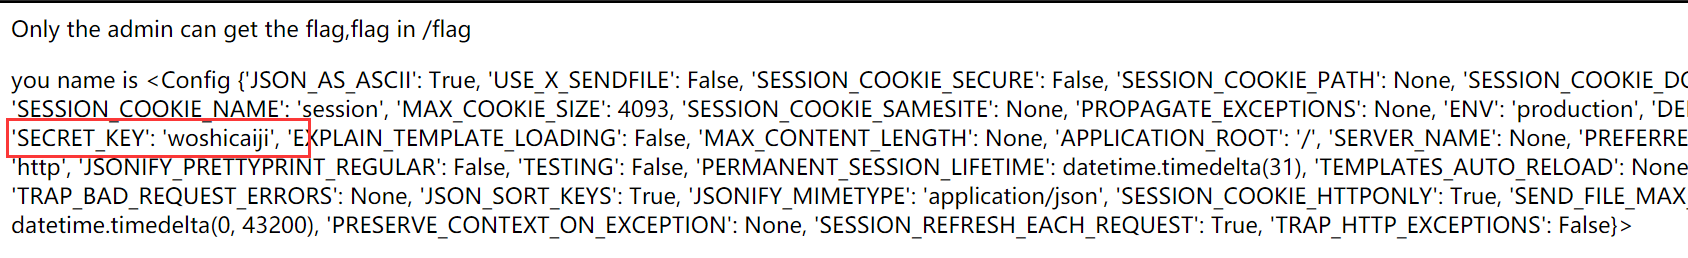 Only the admin can get the flag,flag in /flag
you name is <Config {'JSON_AS_ASCII': True, 'USE_X_SENDFILE': False, 'SESSION_COOKIE_SECURE': False, 'SESSION_COOKIE_PATH': None, 'SESSION_COOKIE_DO
'SESSION_COOKIE_NAME': 'session', 'MAX_COOKIE_SIZE': 4093, 'SESSION_COOKIE_SAMESITE': None, 'PROPAGATE_EXCEPTIONS': None, 'ENV': 'production', 'DE
'SECRET_KEY': 'woshicaiji', 'EXPLAIN_TEMPLATE_LOADING': False, 'MAX_CONTENT_LENGTH': None, 'APPLICATION_ROOT': '/', 'SERVER_NAME': None, 'PREFERRE
'http', 'JSONIFY_PRETTYPRINT_REGULAR': False, 'TESTING': False, 'PERMANENT_SESSION_LIFETIME': datetime.timedelta(31), 'TEMPLATES_AUTO_RELOAD': None
'TRAP_BAD_REQUEST_ERRORS': None, 'JSON_SORT_KEYS': True, 'JSONIFY_MIMETYPE': 'application/json', 'SESSION_COOKIE_HTTPONLY': True, 'SEND_FILE_MAX_
datetime.timedelta(0, 43200), 'PRESERVE_CONTEXT_ON_EXCEPTION': None, 'SESSION_REFRESH_EACH_REQUEST': True, 'TRAP_HTTP_EXCEPTIONS': False}>